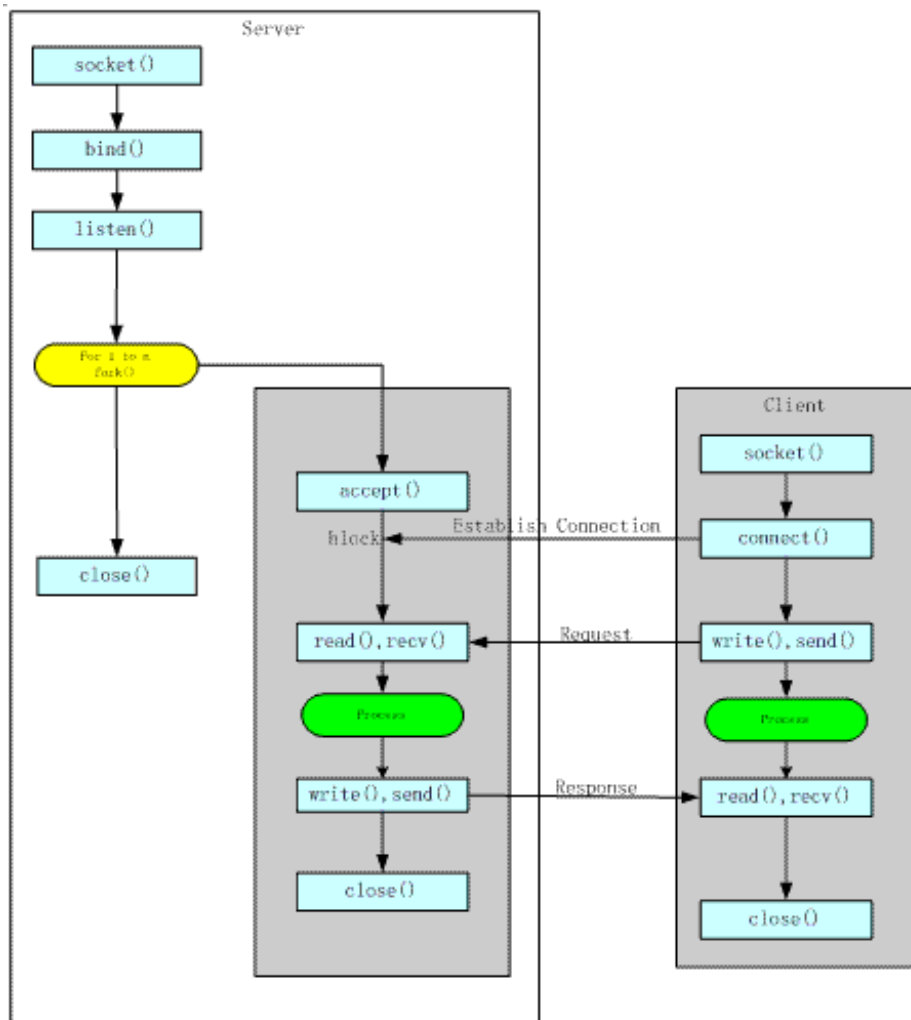 Server
socket()
bind()
listen()
For 1 to n
fork()
close()
accept()
block
read(),recv()
Process
write(),send()
close()
Establish Connection
Request
Response
Client
socket()
connect()
write(),send()
Process
read(),recv()
close()